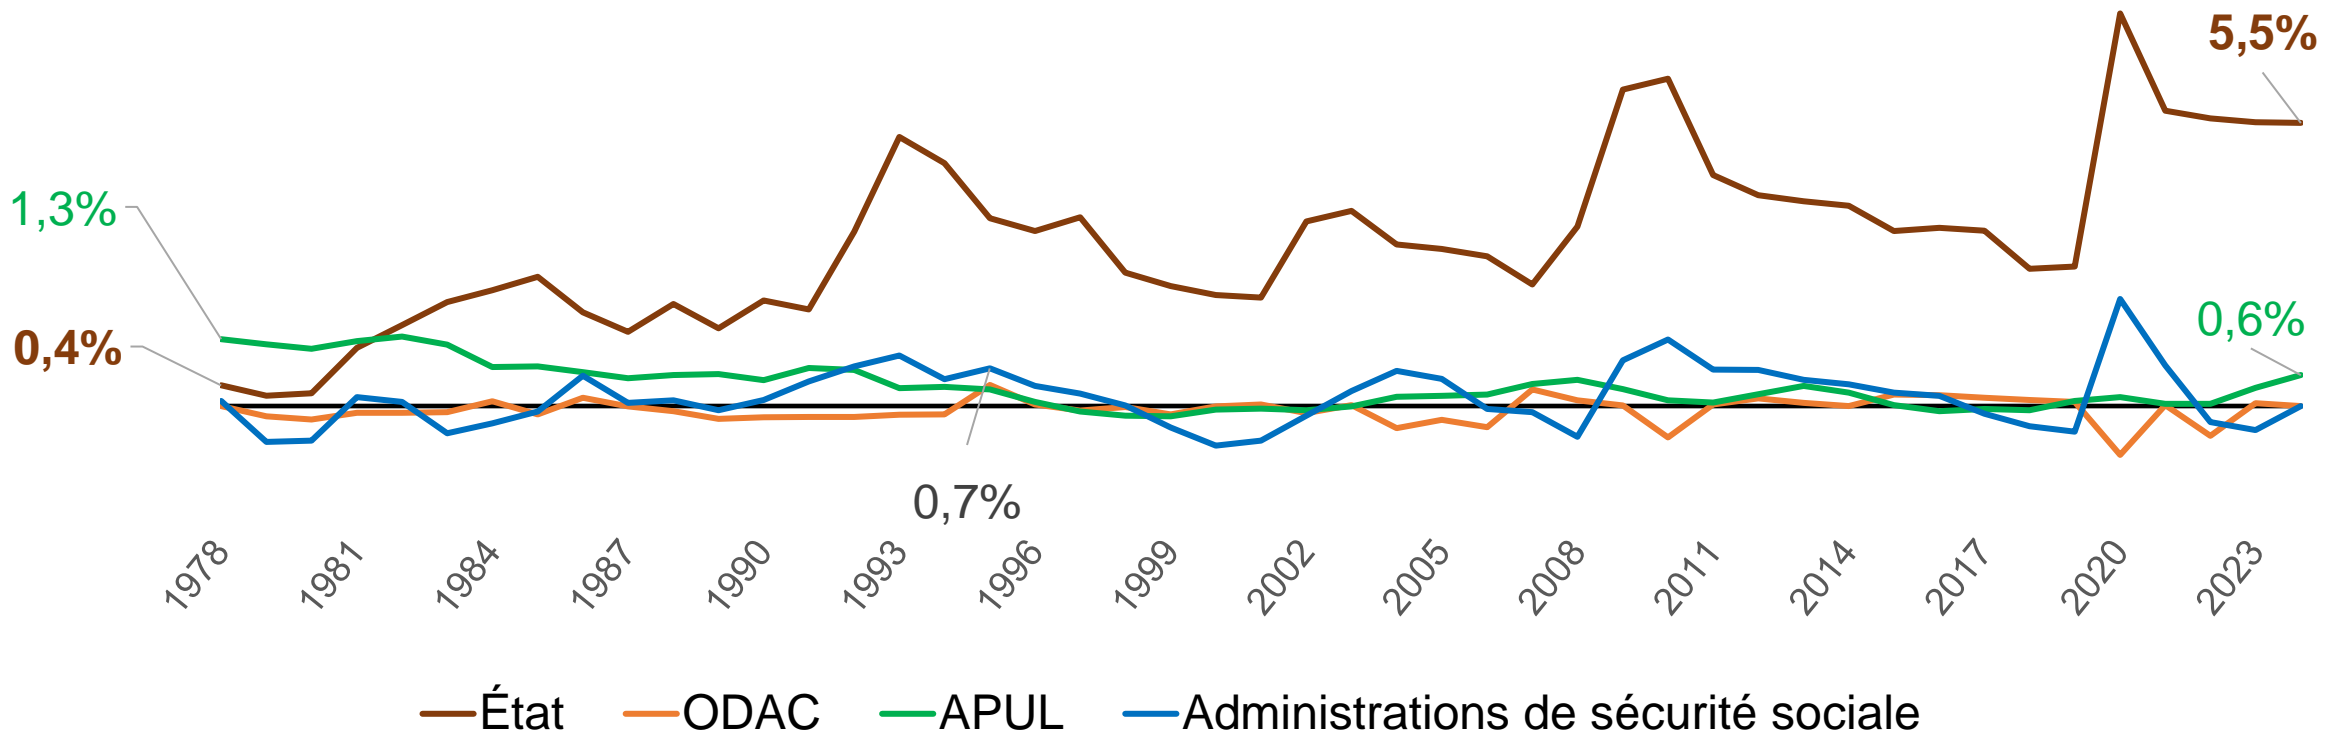 5,5%
1,3%
0,4%
0,6%
0,7%
1978 1981 1984 1987 1990 1993 1996 1999 2002 2005 2008 2011 2014 2017 2020 2023
État ODAC APUL Administrations de sécurité sociale